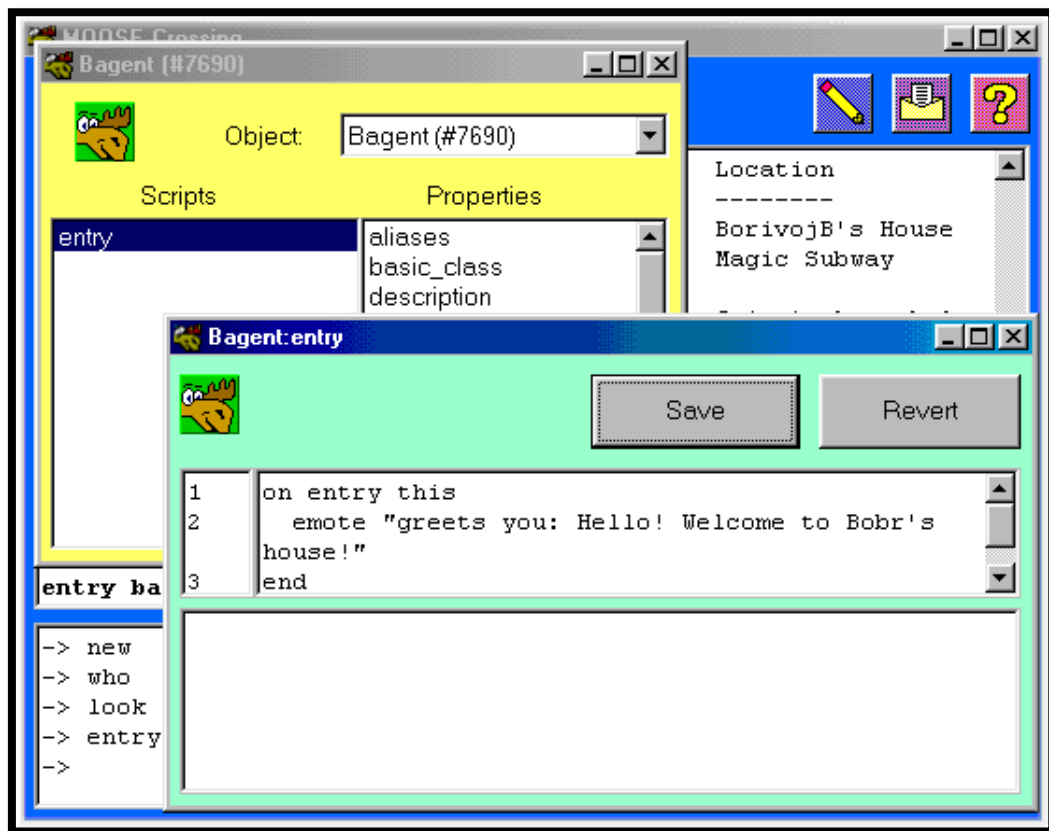 MOOSE Crossing
Bagent (#7690)
Object: Bagent (#7690)
Scripts Properties
entry
aliases
basic_class
description
Location
--------
BorivojB's House
Magic Subway
Bagent:entry
Save Revert
1 on entry this
2 emote "greets you: Hello! Welcome to Bobr's
house!"
3 end
entry ba
-> new
-> who
-> look
-> entry
->